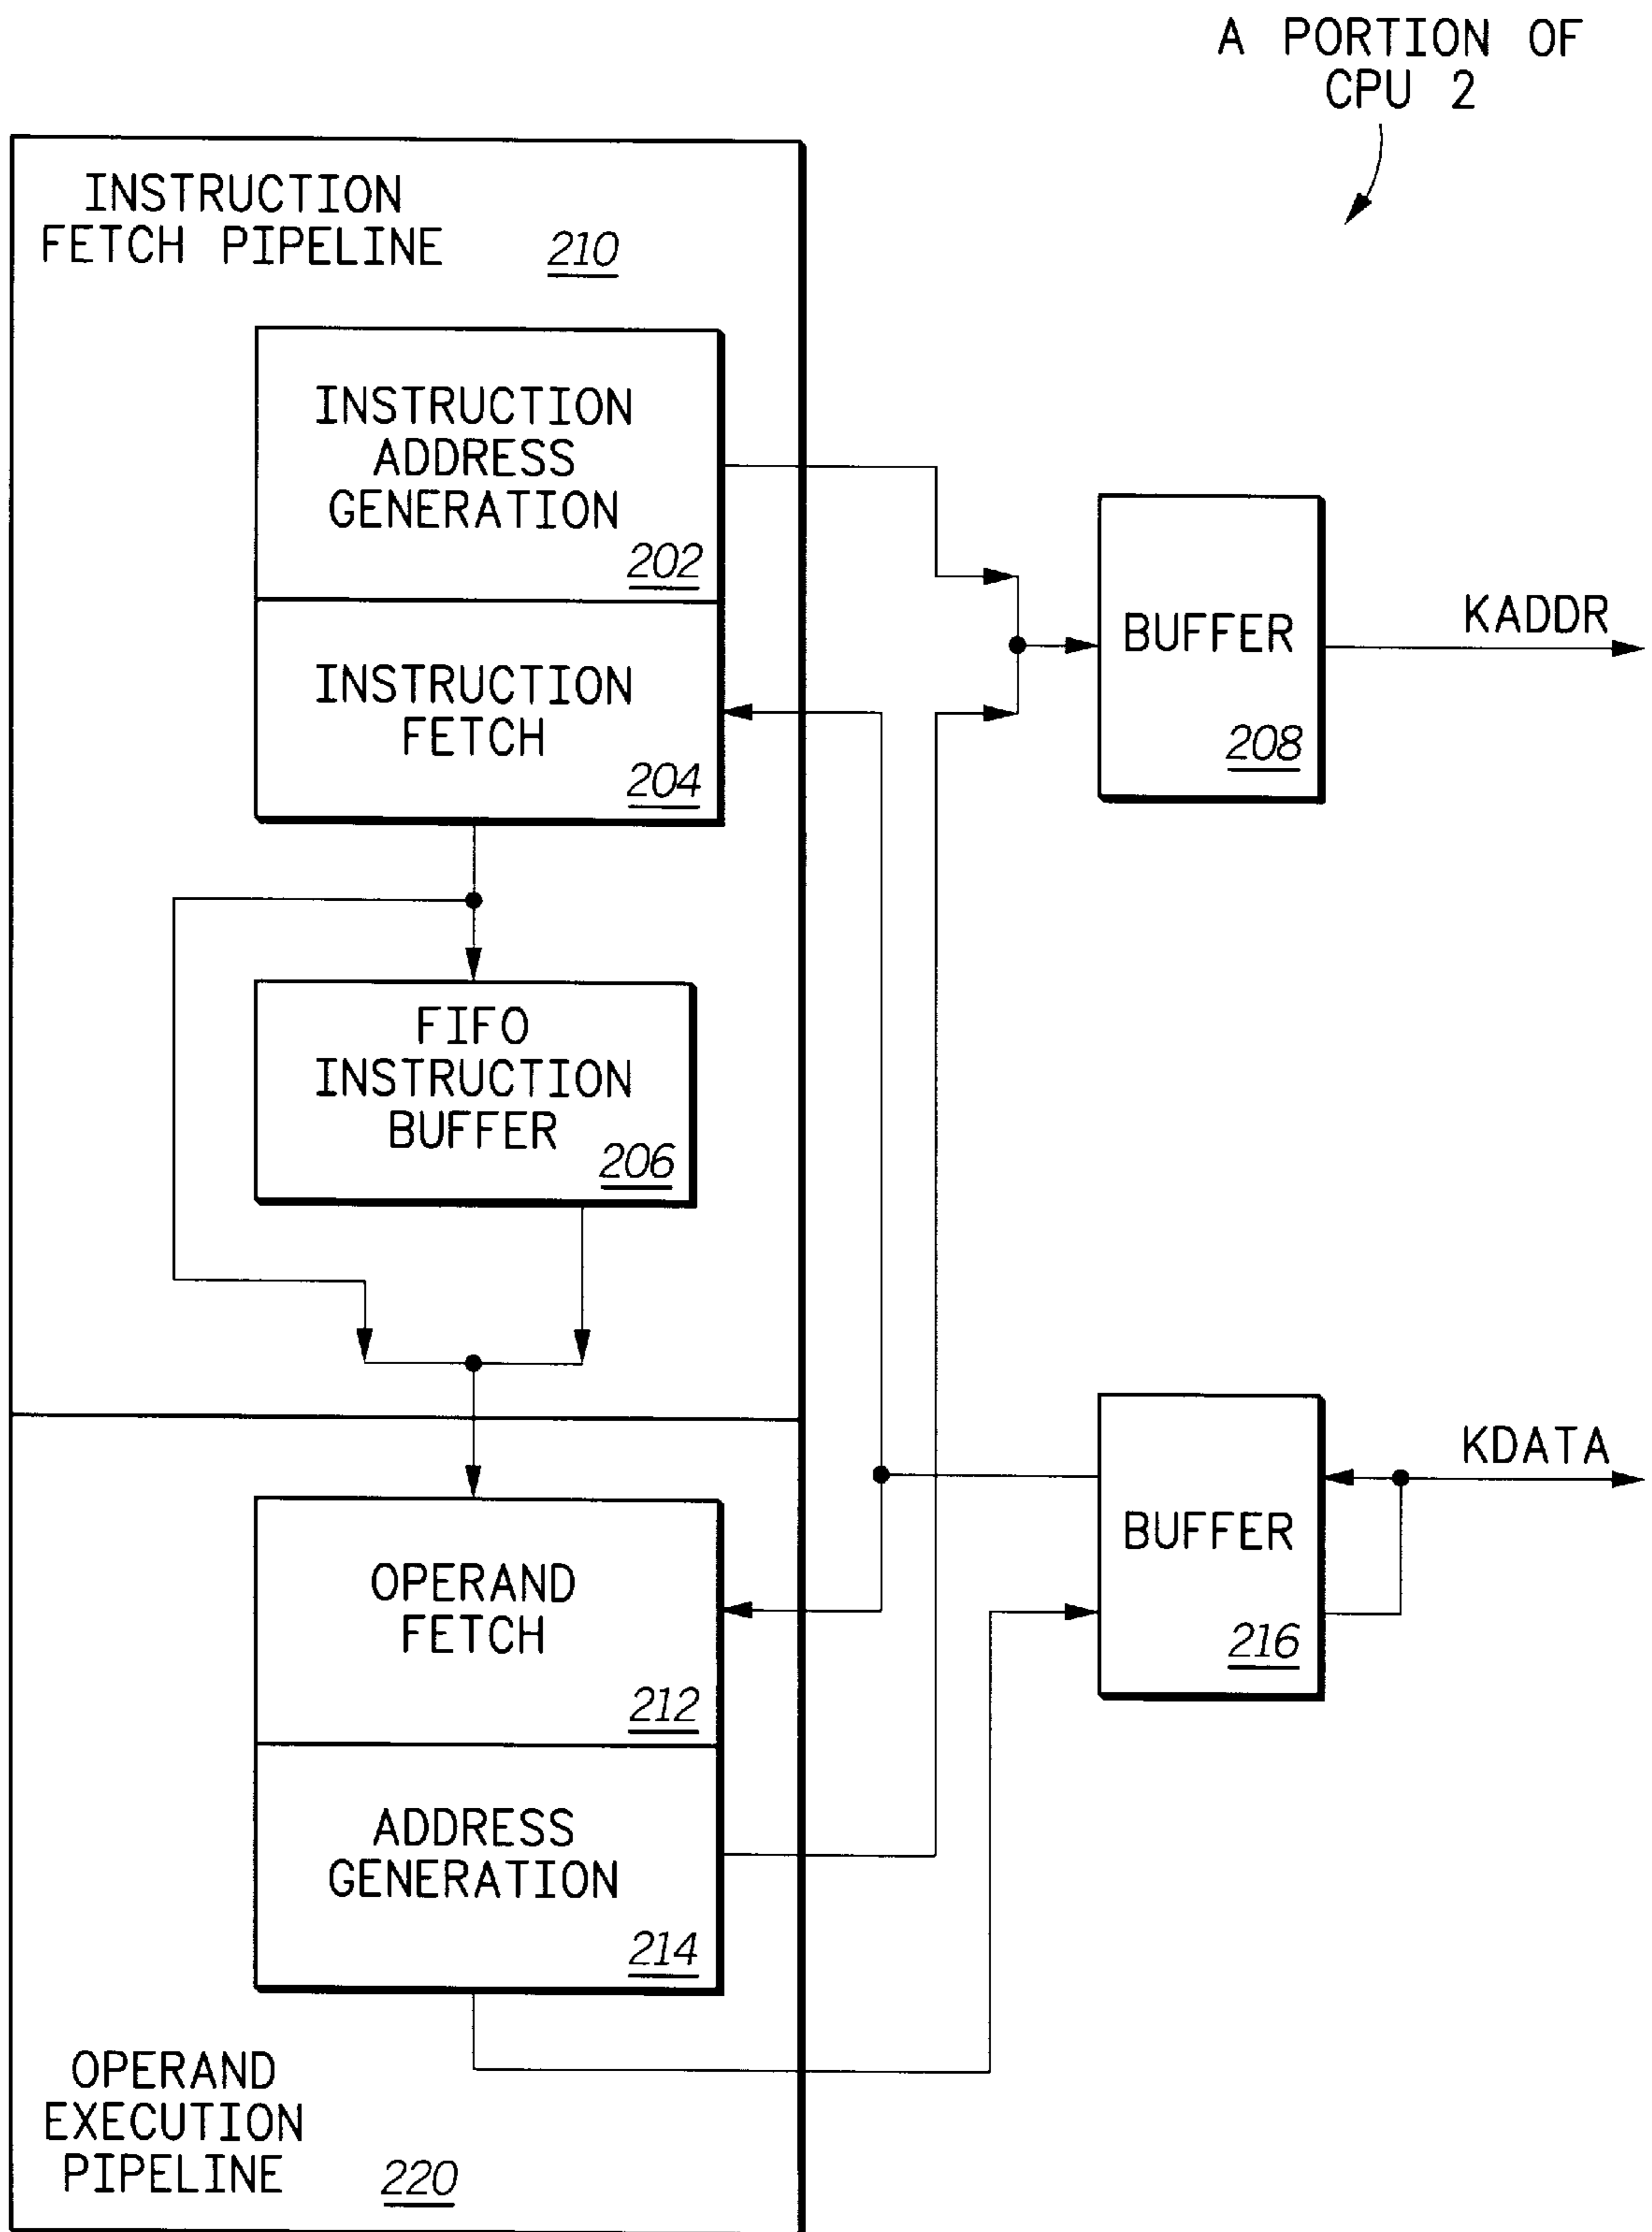 A PORTION OF
CPU 2
INSTRUCTION
FETCH PIPELINE 210
INSTRUCTION
ADDRESS
GENERATION
202
INSTRUCTION
FETCH
204
BUFFER
208
KADDR
FIFO
INSTRUCTION
BUFFER
206
OPERAND
FETCH
212
ADDRESS
GENERATION
214
BUFFER
216
KDATA
OPERAND
EXECUTION
PIPELINE 220